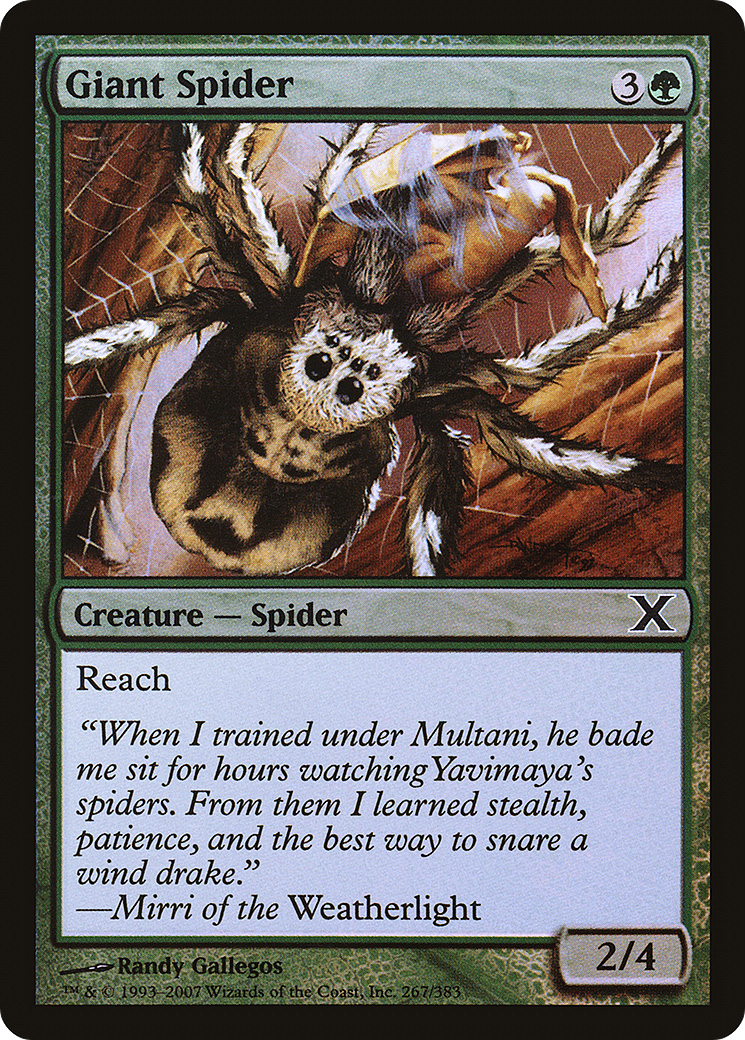 Giant Spider 3
Creature — Spider X
Reach
“When I trained under Multani, he bade
me sit for hours watching Yavimaya’s
spiders. From them I learned stealth,
patience, and the best way to snare a
wind drake.”
—Mirri of the Weatherlight
2/4
Randy Gallegos
™ & © 1993–2007 Wizards of the Coast, Inc. 267/383